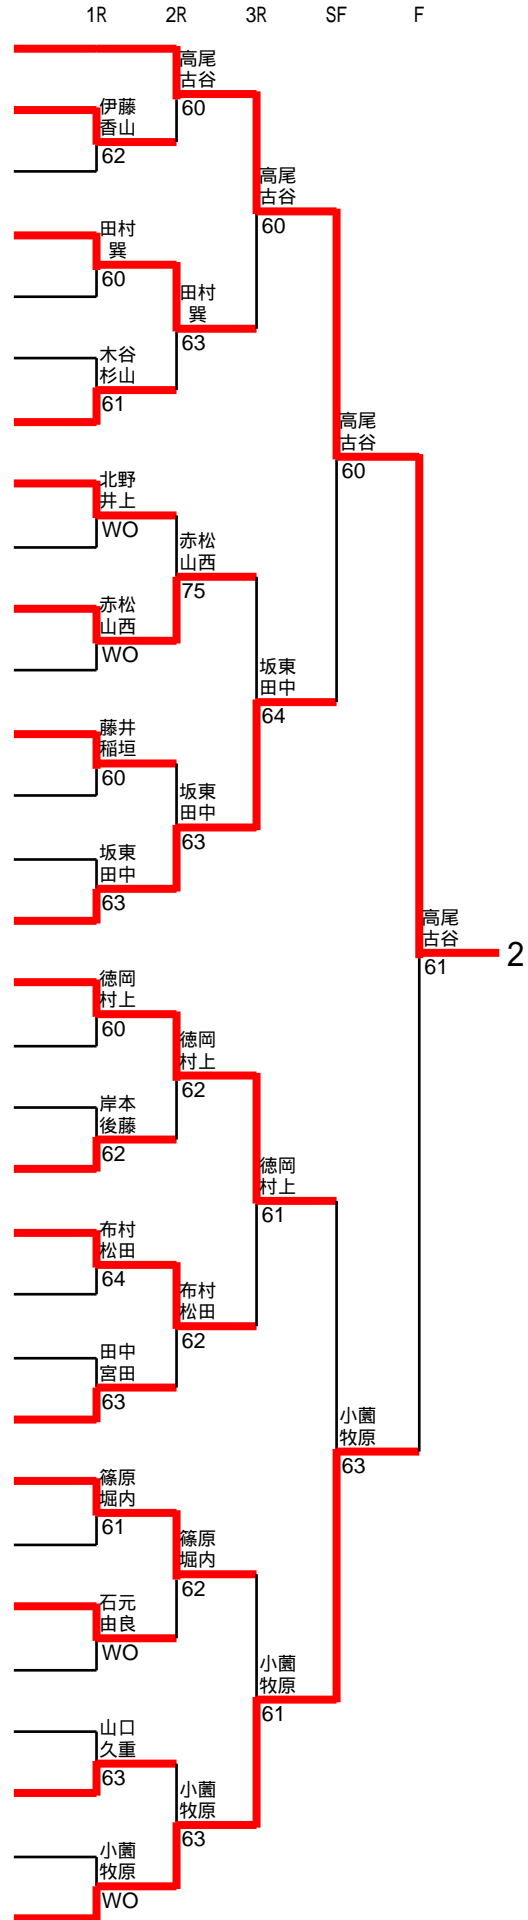 1R 2R 3R SF F
高尾
古谷
60
伊藤
香山
62
高尾
古谷
60
田村
巽
60
田村
巽
63
木谷
杉山
61
高尾
古谷
60
北野
井上
WO
赤松
山西
75
赤松
山西
WO
坂東
田中
64
藤井
稲垣
60
坂東
田中
63
坂東
田中
63
高尾
古谷
61
2
徳岡
村上
60
徳岡
村上
62
岸本
後藤
62
徳岡
村上
61
布村
松田
64
布村
松田
62
田中
宮田
63
小薗
牧原
63
篠原
堀内
61
篠原
堀内
62
石元
由良
WO
小薗
牧原
61
山口
久重
63
小薗
牧原
63
小薗
牧原
WO